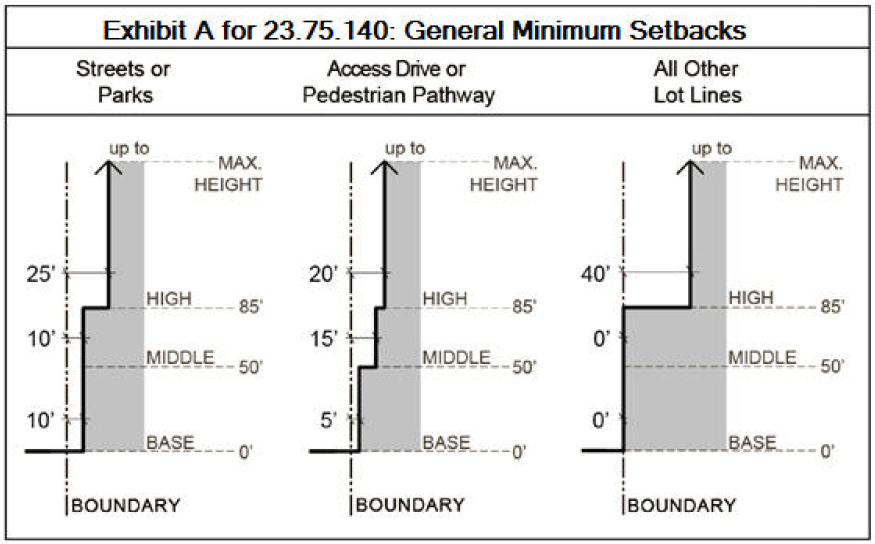 Exhibit A for 23.75.140: General Minimum Setbacks
Streets or
Parks
up to
MAX.
HEIGHT
25'
HIGH
85'
10'
MIDDLE
50'
10'
BASE
0'
BOUNDARY
Access Drive or
Pedestrian Pathway
up to
MAX.
HEIGHT
20'
HIGH
85'
15'
MIDDLE
50'
5'
BASE
0'
BOUNDARY
All Other
Lot Lines
up to
MAX.
HEIGHT
40'
HIGH
85'
0'
MIDDLE
50'
0'
BASE
0'
BOUNDARY